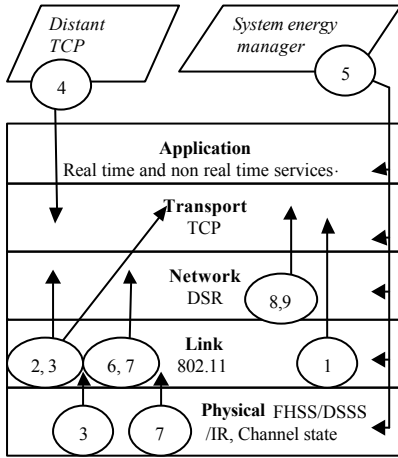 Distant
TCP
System energy
manager
4
5
Application
Real time and non real time services.
Transport
TCP
Network
DSR
8,9
Link
802.11
2, 3
6, 7
1
Physical FHSS/DSSS
/IR, Channel state
3
7